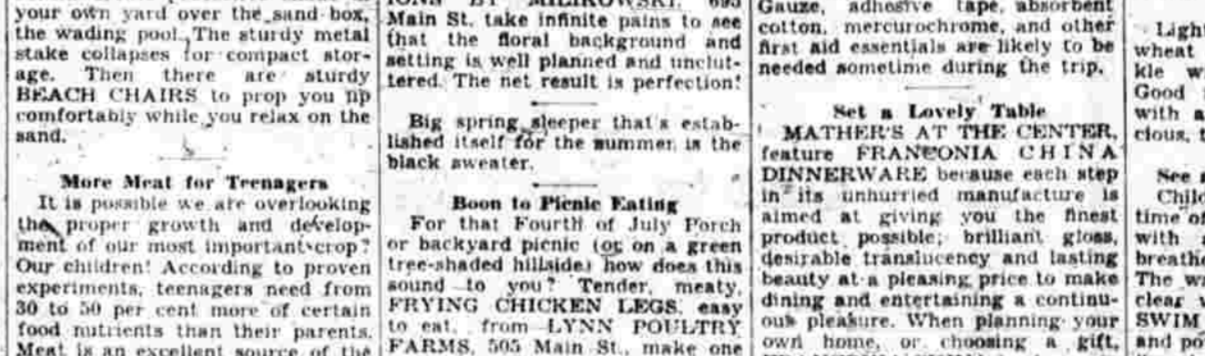 your own yard over the sand box,
the wading pool. The sturdy metal
stake collapses for compact stor-
age. Then there are sturdy
BEACH CHAIRS to prop you up
comfortably while you relax on the
sand.
More Meat for Teenagers
It is possible we are overlooking
the proper growth and develop-
ment of our most important crop?
Our children! According to proven
experiments, teenagers need from
30 to 50 per cent more of certain
food nutrients than their parents.
Meat is an excellent source of the
IONS BY MILIKOWSKI, 695
Main St. take infinite pains to see
that the floral background and
setting is well planned and unclut-
tered. The net result is perfection!
Big spring sleeper that's estab-
lished itself for the summer is the
black sweater.
Boon to Picnic Eating
For that Fourth of July Porch
or backyard picnic (or on a green
tree-shaded hillside) how does this
sound to you? Tender, meaty,
FRYING CHICKEN LEGS, easy
to eat, from LYNN POULTRY
FARMS, 505 Main St., make one
Gauze, adhesive tape, absorbent
cotton, mercurochrome, and other
first aid essentials are likely to be
needed sometime during the trip.
Set a Lovely Table
MATHER'S AT THE CENTER,
feature FRANCONIA CHINA
DINNERWARE because each step
in its unhurried manufacture is
aimed at giving you the finest
product possible; brilliant gloss,
desirable translucency and lasting
beauty at a pleasing price to make
dining and entertaining a continu-
ous pleasure. When planning your
own home, or choosing a gift,
Light
wheat
kle w
Good
with a
cious, t
See a
Child
time of
with
breathe
The wa
clear v
SWIM
and po